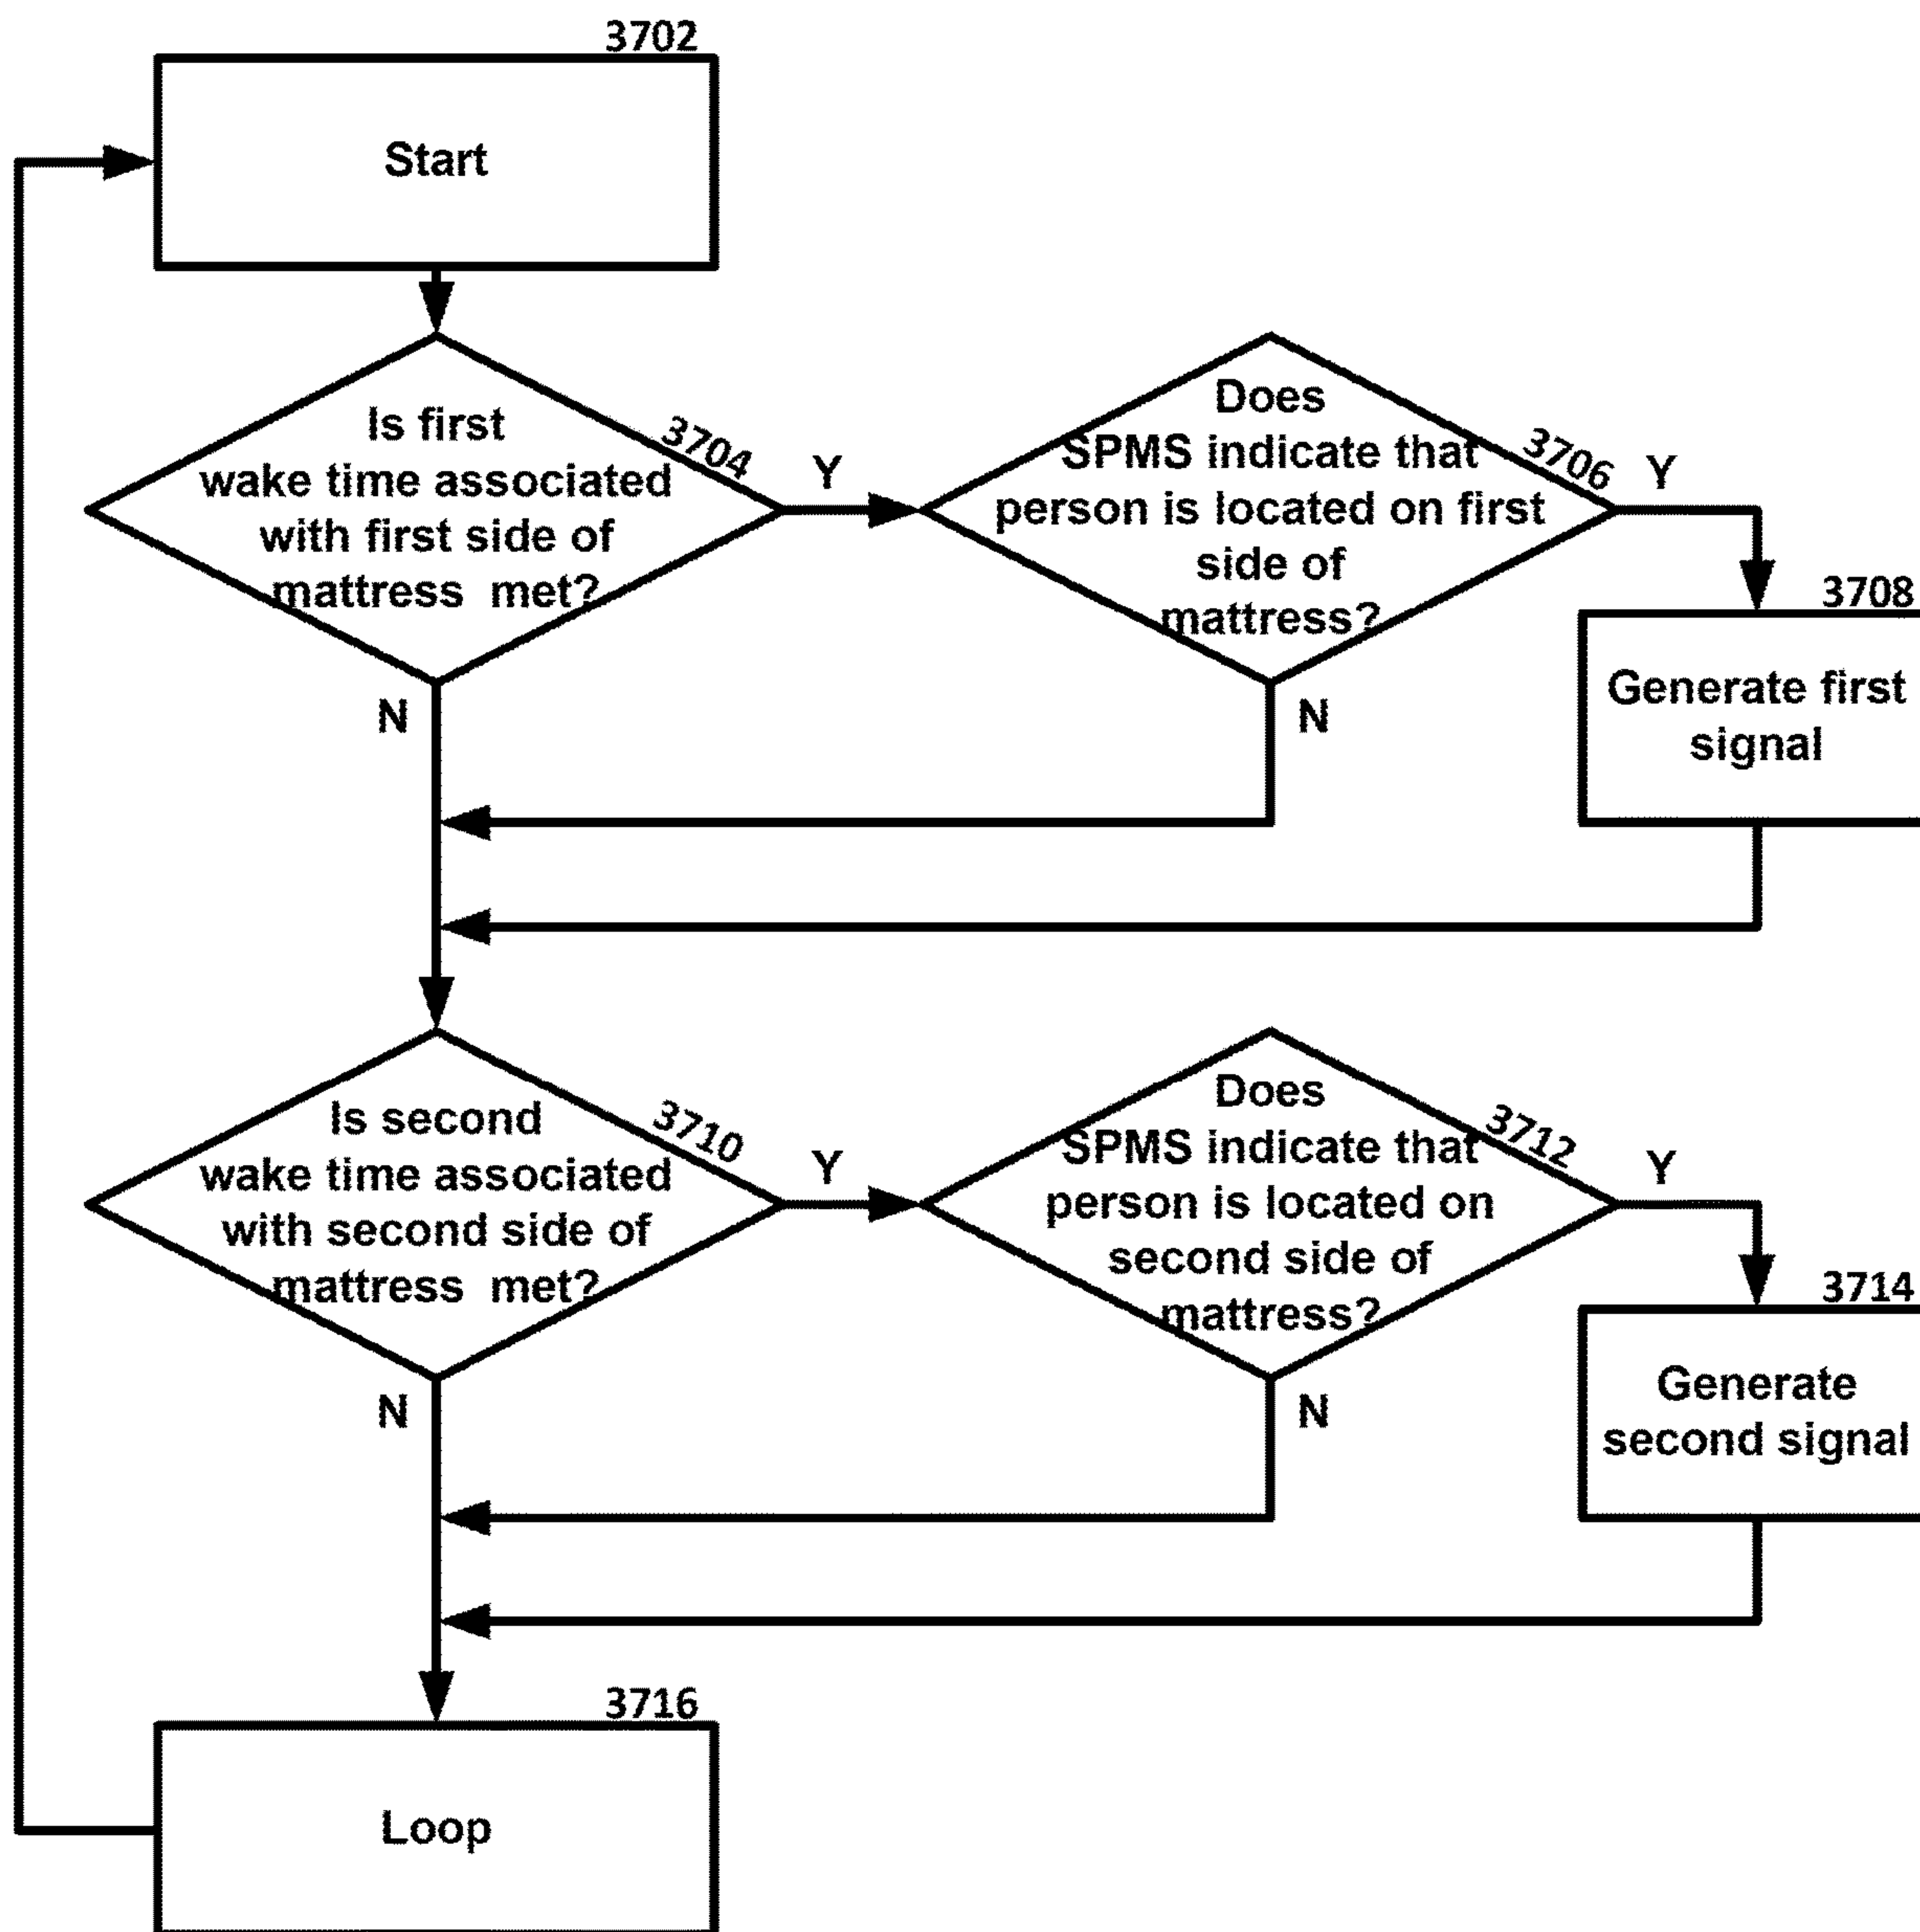 3702
Start
Is first
wake time associated
with first side of
mattress met?
3704
Y
Does
SPMS indicate that
person is located on first
side of
mattress?
3706
Y
3708
Generate first
signal
N
N
Is second
wake time associated
with second side of
mattress met?
3710
Y
Does
SPMS indicate that
person is located on
second side of
mattress?
3712
Y
3714
Generate
second signal
N
N
3716
Loop